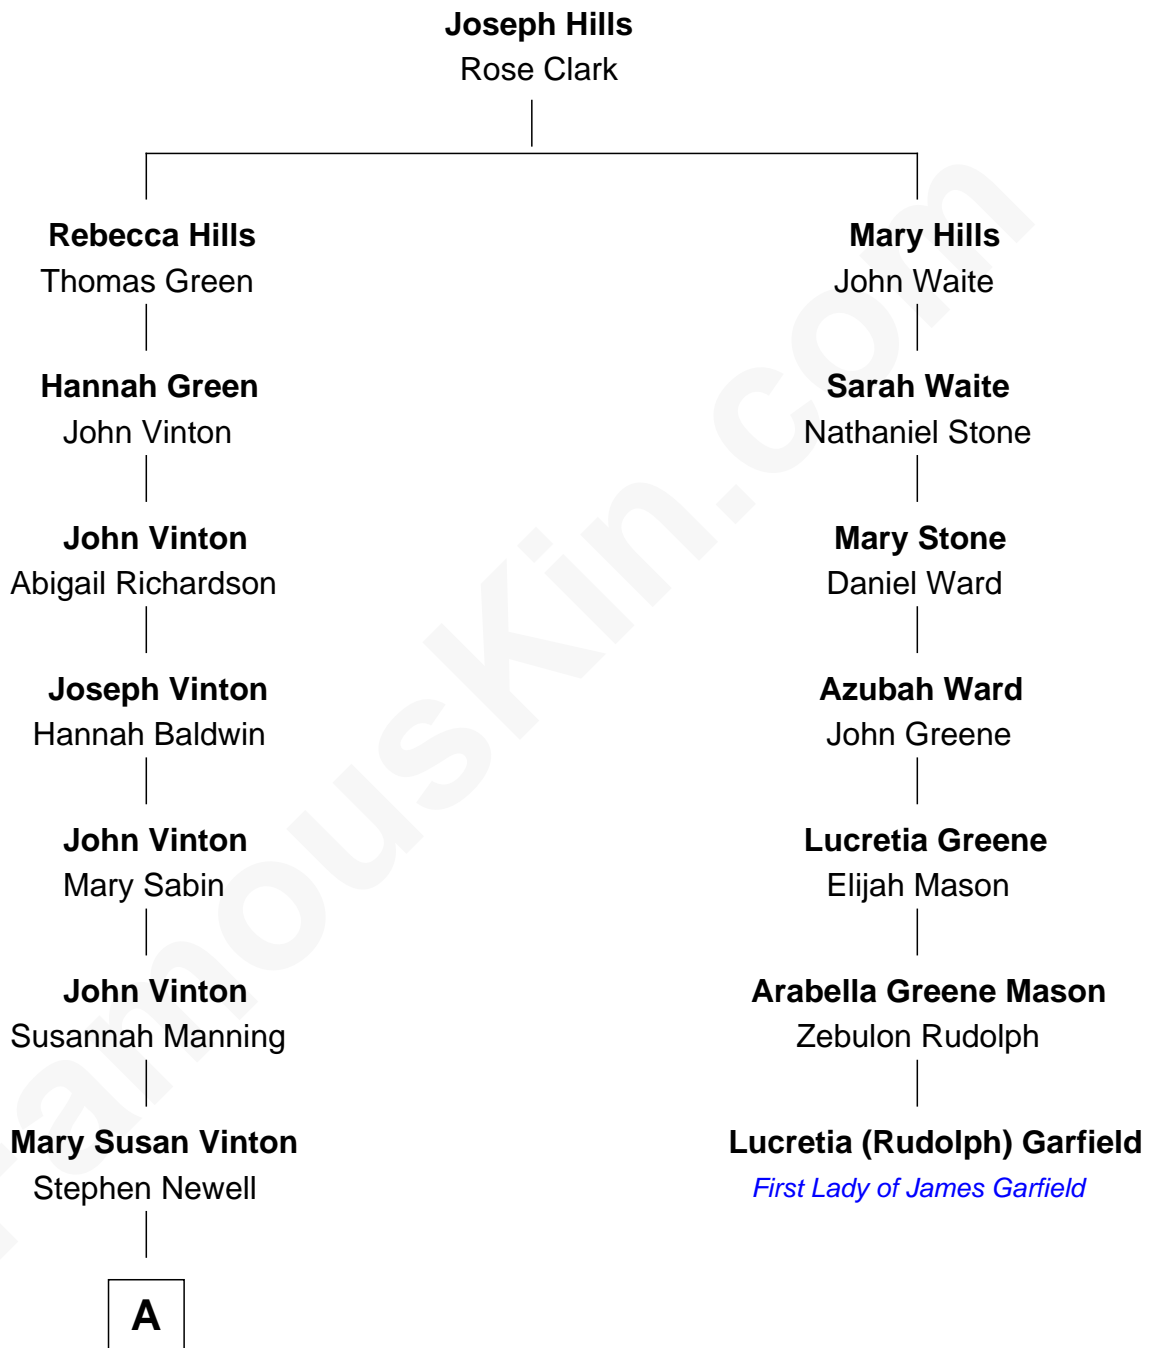 Joseph Hills
Rose Clark
Rebecca Hills
Thomas Green
Hannah Green
John Vinton
John Vinton
Abigail Richardson
Joseph Vinton
Hannah Baldwin
John Vinton
Mary Sabin
John Vinton
Susannah Manning
Mary Susan Vinton
Stephen Newell
A
Mary Hills
John Waite
Sarah Waite
Nathaniel Stone
Mary Stone
Daniel Ward
Azubah Ward
John Greene
Lucretia Greene
Elijah Mason
Arabella Greene Mason
Zebulon Rudolph
Lucretia (Rudolph) Garfield
First Lady of James Garfield
FamousKin.com